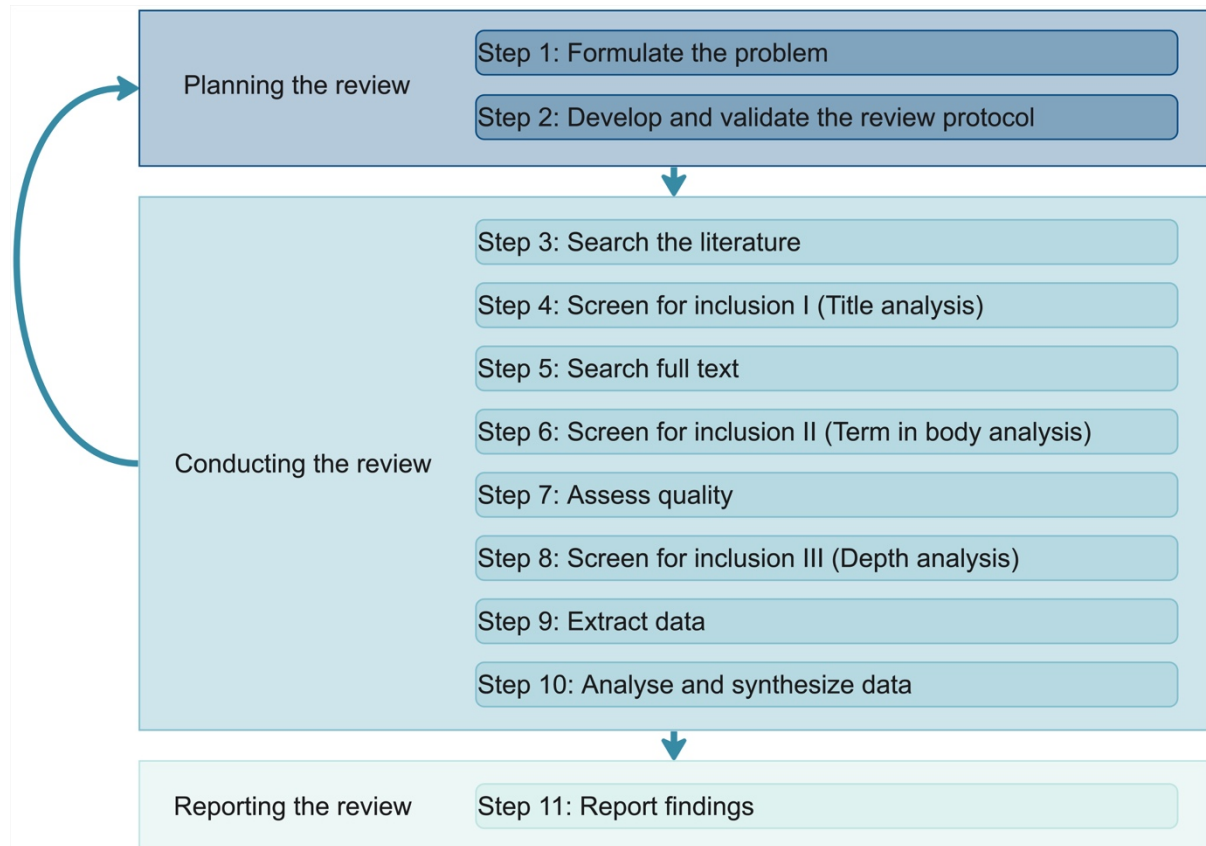 Planning the review
Step 1: Formulate the problem
Step 2: Develop and validate the review protocol
Conducting the review
Step 3: Search the literature
Step 4: Screen for inclusion I (Title analysis)
Step 5: Search full text
Step 6: Screen for inclusion II (Term in body analysis)
Step 7: Assess quality
Step 8: Screen for inclusion III (Depth analysis)
Step 9: Extract data
Step 10: Analyse and synthesize data
Reporting the review
Step 11: Report findings